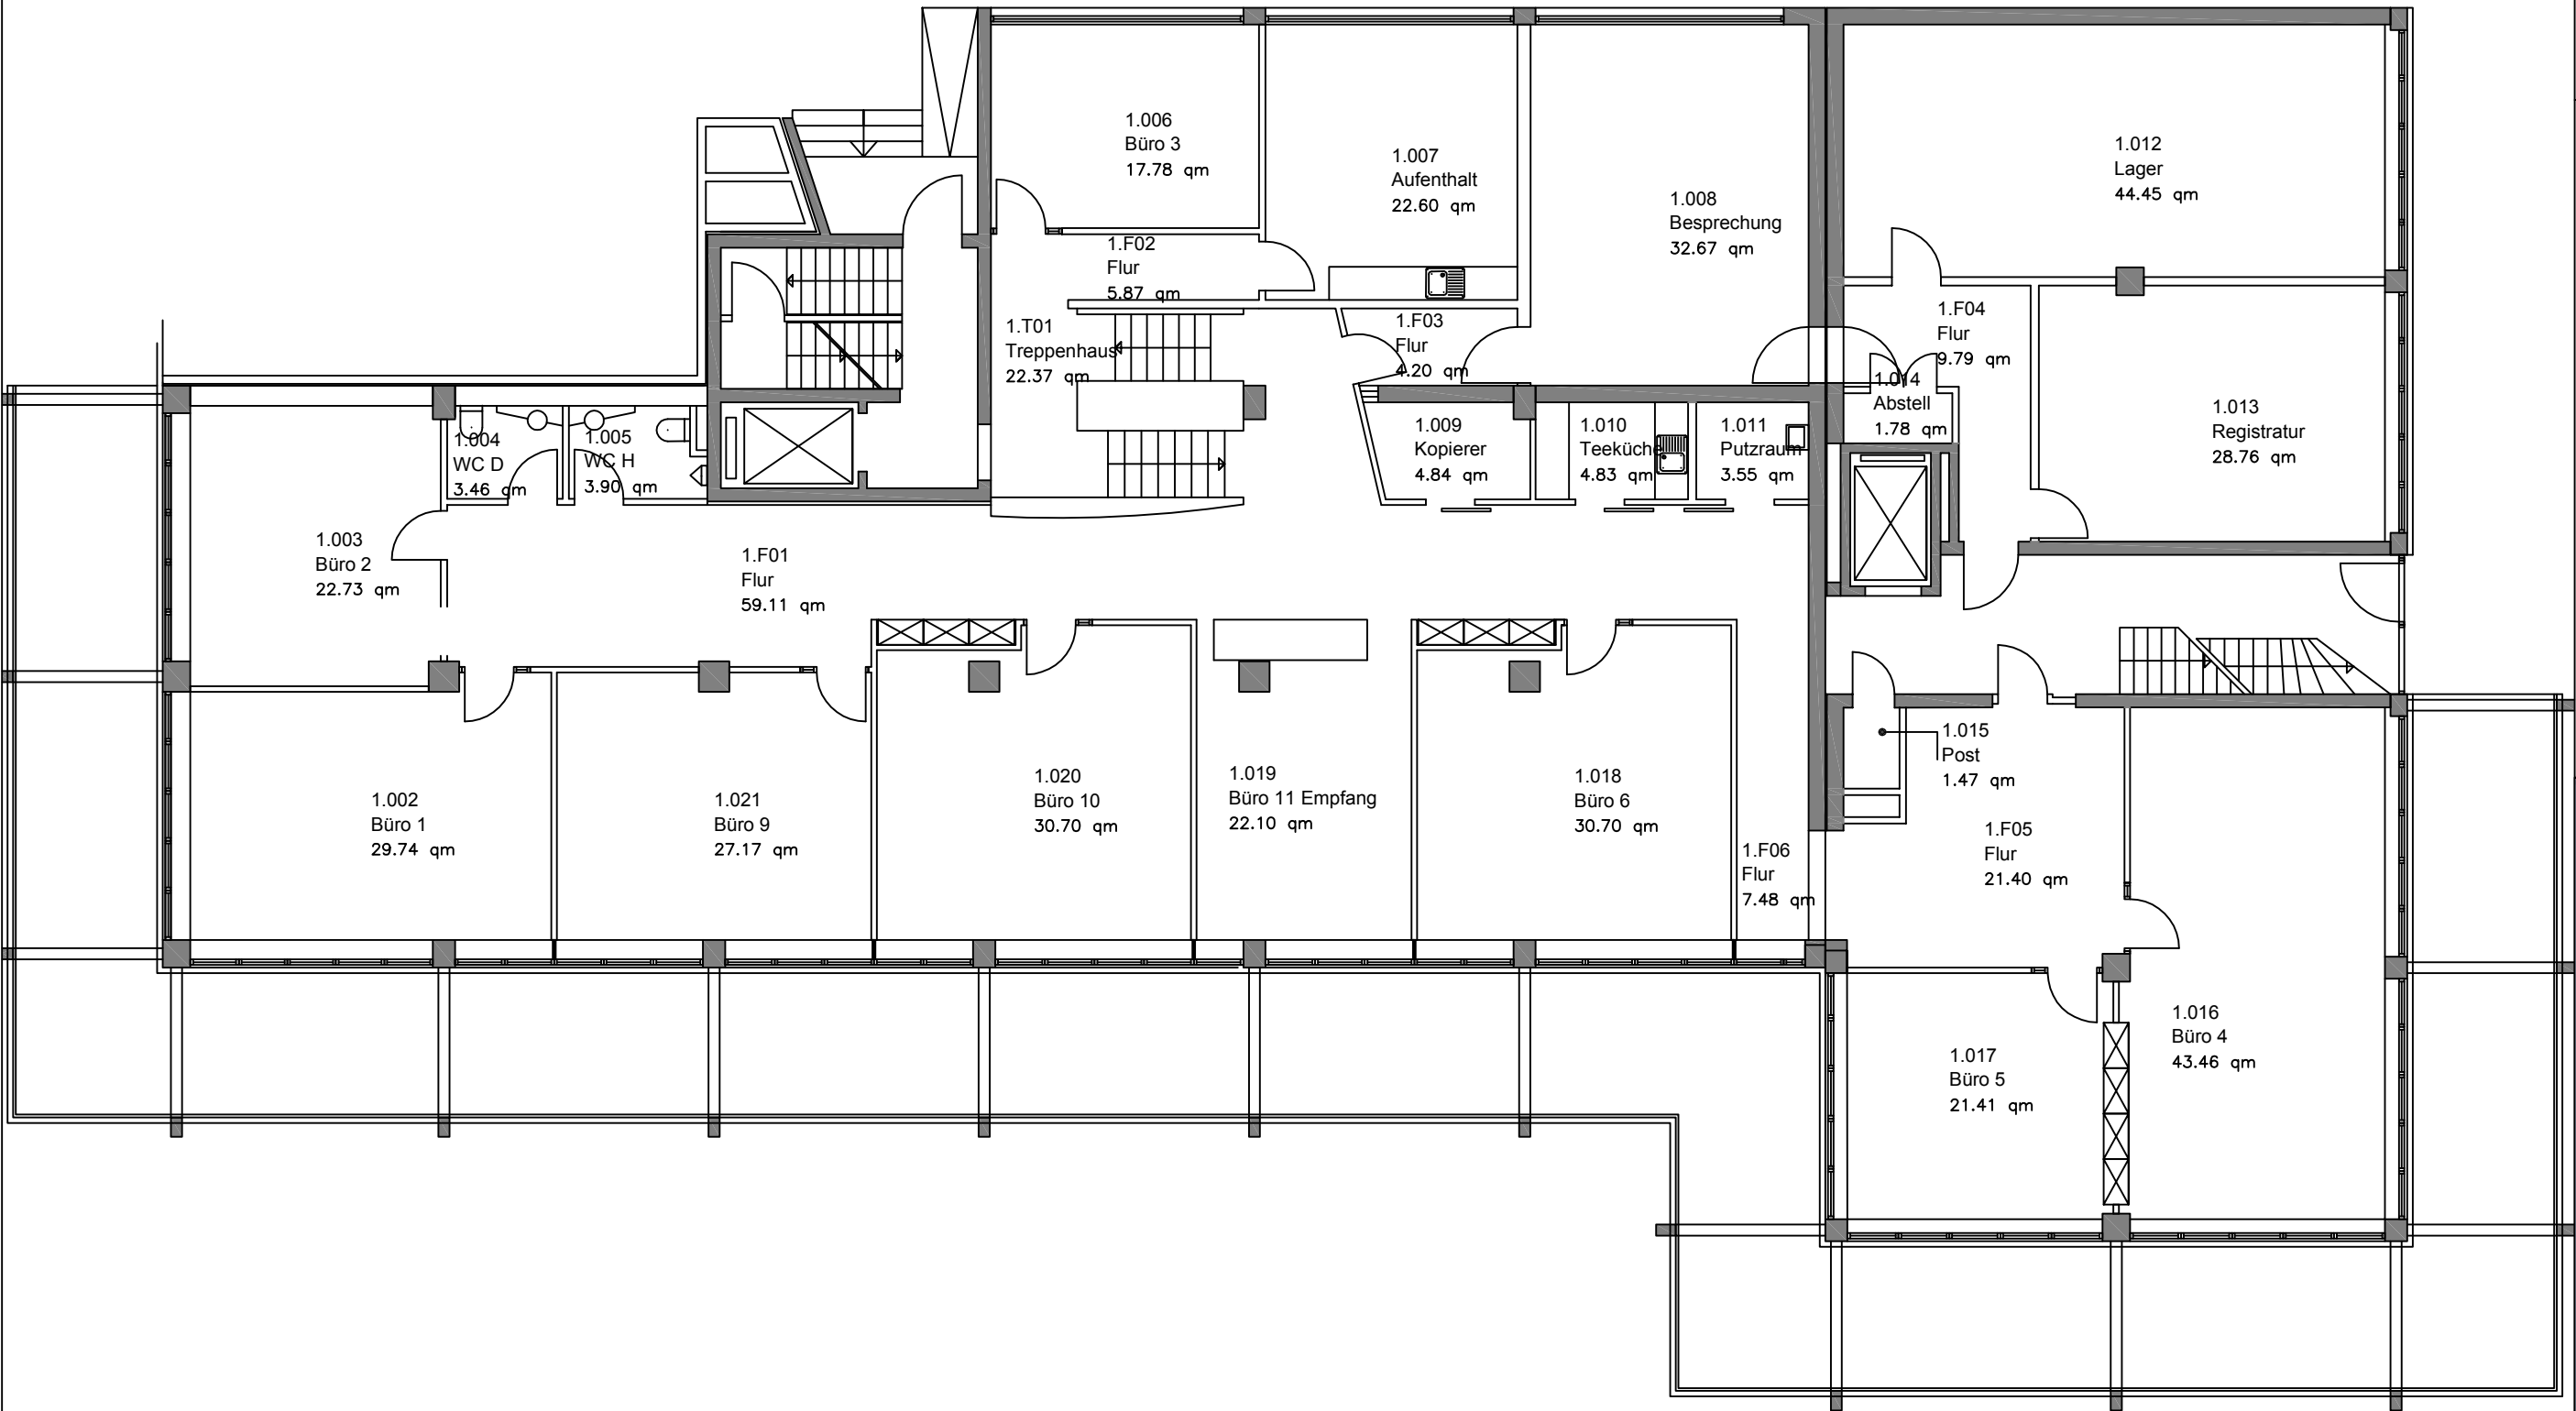 1.006
Büro 3
17.78 qm
1.007
Aufenthalt
22.60 qm
1.008
Besprechung
32.67 qm
1.012
Lager
44.45 qm
1.F02
Flur
5.87 qm
1.T01
Treppenhaus
22.37 qm
1.F03
Flur
4.20 qm
1.F04
Flur
9.79 qm
1.014
Abstell
1.78 qm
1.013
Registratur
28.76 qm
1.004
WC D
3.46 qm
1.005
WC H
3.90 qm
1.009
Kopierer
4.84 qm
1.010
Teeküche
4.83 qm
1.011
Putzraum
3.55 qm
1.003
Büro 2
22.73 qm
1.F01
Flur
59.11 qm
1.002
Büro 1
29.74 qm
1.021
Büro 9
27.17 qm
1.020
Büro 10
30.70 qm
1.019
Büro 11 Empfang
22.10 qm
1.018
Büro 6
30.70 qm
1.F06
Flur
7.48 qm
1.015
Post
1.47 qm
1.F05
Flur
21.40 qm
1.017
Büro 5
21.41 qm
1.016
Büro 4
43.46 qm